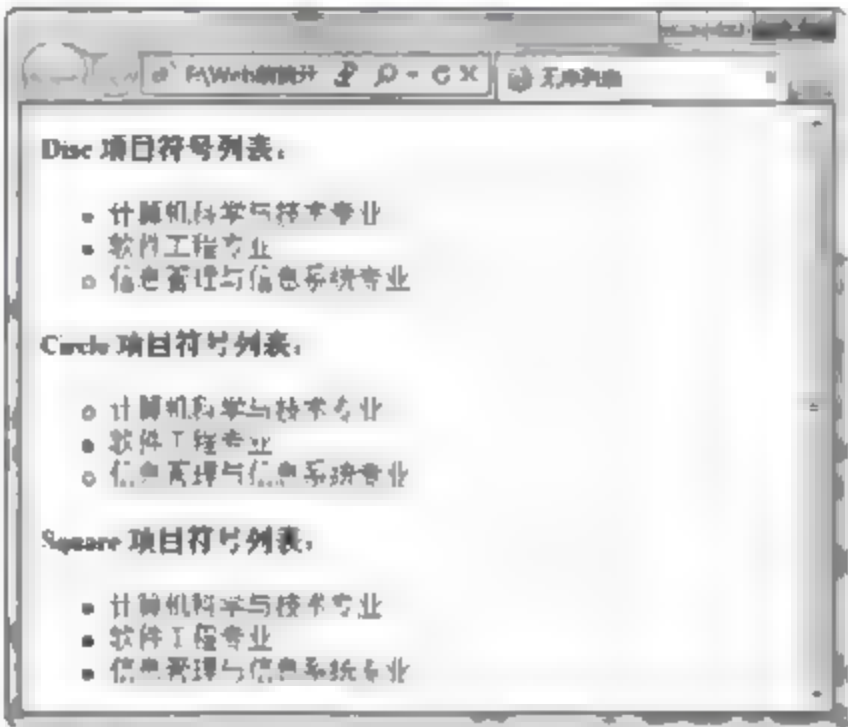 无序列表
Disc 项目符号列表:
计算机科学与技术专业
软件工程专业
信息管理与信息系统专业
Circle 项目符号列表:
计算机科学与技术专业
软件工程专业
信息管理与信息系统专业
Square 项目符号列表:
计算机科学与技术专业
软件工程专业
信息管理与信息系统专业